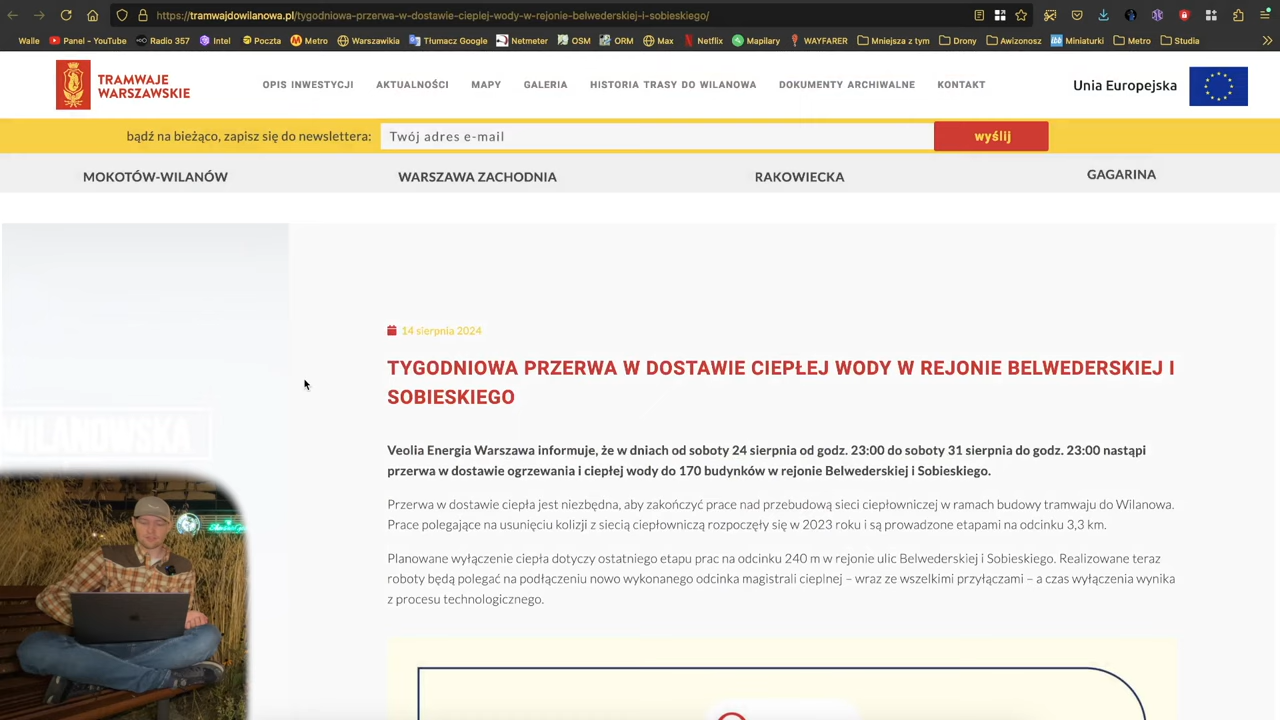 https://tramwajdowilanowa.pl/tygodniowa-przerwa-w-dostawie-cieplej-wody-w-rejonie-belwederskiej-i-sobieskiego/
Walle Panel - YouTube Radio 357 Intel Poczta Metro Warszawikia Tłumacz Google Netmeter OSM ORM Max Netflix Mapilary WAYFARER Mniejsza z tym Drony Awizonosz Miniaturki Metro Studia
TRAMWAJE
WARSZAWSKIE
OPIS INWESTYCJI AKTUALNOŚCI MAPY GALERIA HISTORIA TRASY DO WILANOWA DOKUMENTY ARCHIWALNE KONTAKT
Unia Europejska
bądź na bieżąco, zapisz się do newslettera: Twój adres e-mail wyślij
MOKOTÓW-WILANÓW WARSZAWA ZACHODNIA RAKOWIECKA GAGARINA
14 sierpnia 2024
TYGODNIOWA PRZERWA W DOSTAWIE CIEPŁEJ WODY W REJONIE BELWEDERSKIEJ I
SOBIESKIEGO
WILANOWSKA
Veolia Energia Warszawa informuje, że w dniach od soboty 24 sierpnia od godz. 23:00 do soboty 31 sierpnia do godz. 23:00 nastąpi
przerwa w dostawie ogrzewania i ciepłej wody do 170 budynków w rejonie Belwederskiej i Sobieskiego.
Przerwa w dostawie ciepła jest niezbędna, aby zakończyć prace nad przebudową sieci ciepłowniczej w ramach budowy tramwaju do Wilanowa.
Prace polegające na usunięciu kolizji z siecią ciepłowniczą rozpoczęły się w 2023 roku i są prowadzone etapami na odcinku 3,3 km.
Planowane wyłączenie ciepła dotyczy ostatniego etapu prac na odcinku 240 m w rejonie ulic Belwederskiej i Sobieskiego. Realizowane teraz
roboty będą polegać na podłączeniu nowo wykonanego odcinka magistrali cieplnej – wraz ze wszelkimi przyłączami – a czas wyłączenia wynika
z procesu technologicznego.